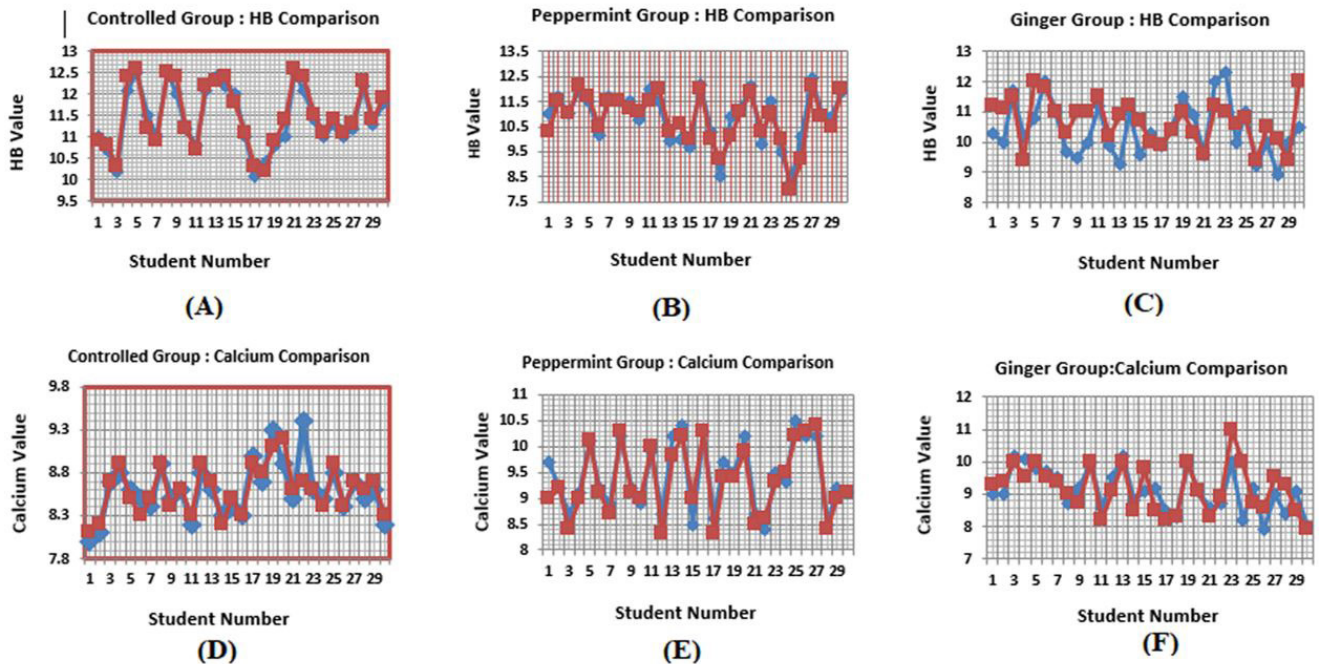 Controlled Group : HB Comparison
13
12.5
12
11.5
11
10.5
10
9.5
HB Value
1 3 5 7 9 11 13 15 17 19 21 23 25 27 29
Student Number
(A)
Peppermint Group : HB Comparison
13.5
12.5
11.5
10.5
9.5
8.5
7.5
HB Value
1 3 5 7 9 11 13 15 17 19 21 23 25 27 29
Student Number
(B)
Ginger Group : HB Comparison
13
12
11
10
9
8
HB Value
1 3 5 7 9 11 13 15 17 19 21 23 25 27 29
Student Number
(C)
Controlled Group : Calcium Comparison
9.8
9.3
8.8
8.3
7.8
Calcium Value
1 3 5 7 9 11 13 15 17 19 21 23 25 27 29
Student Number
(D)
Peppermint Group : Calcium Comparison
11
10.5
10
9.5
9
8.5
8
Calcium Value
1 3 5 7 9 11 13 15 17 19 21 23 25 27 29
Student Number
(E)
Ginger Group:Calcium Comparison
12
11
10
9
8
7
Calcium Value
1 3 5 7 9 11 13 15 17 19 21 23 25 27 29
Student Number
(F)